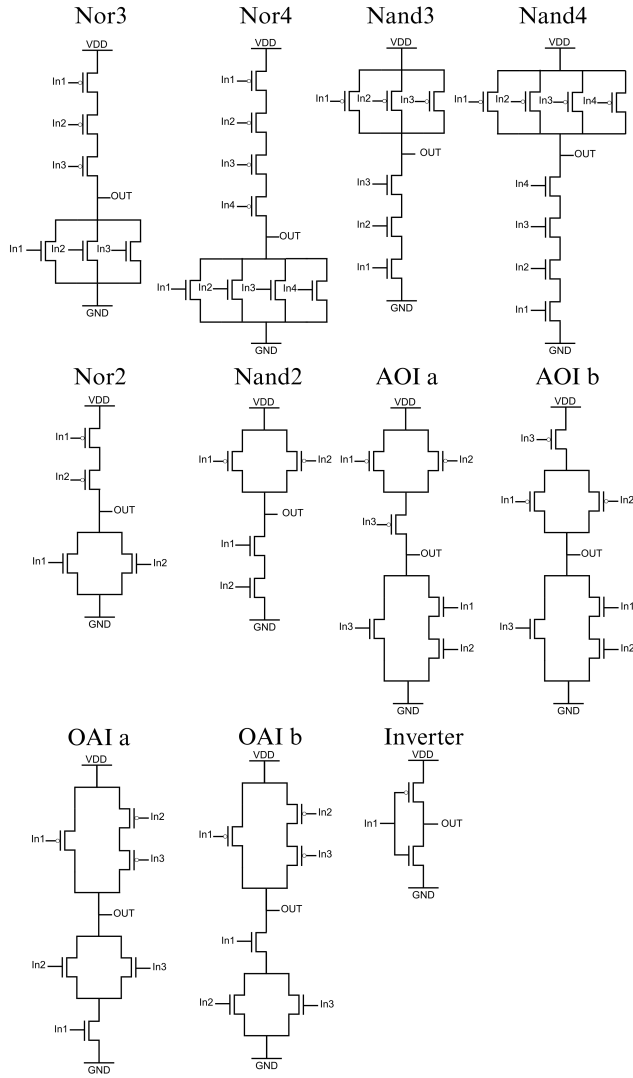 Nor3 Nor4 Nand3 Nand4
VDD VDD VDD VDD
In1 In1 In1 In2 In3 In1 In2 In3 In4
In2 In2
OUT OUT
In3 In3 In3 In4
OUT In4 In2 In3
In1 In2 In3 OUT In1 In2
In1 In2 In3 In4 GND In1
GND GND GND
Nor2 Nand2 AOI a AOI b
VDD VDD VDD VDD
In1 In3
In1 In2 In1 In2
In2 In1 In2
OUT OUT In3
In1 OUT OUT
In1 In2 In2 In1 In1
In3 In3
GND GND In2 In2
GND GND
OAI a OAI b Inverter
VDD VDD VDD
In2 In2
In1 In1 In1 OUT
In3 In3
GND
OUT OUT
In1
In2 In3
In2 In3
In1
GND GND